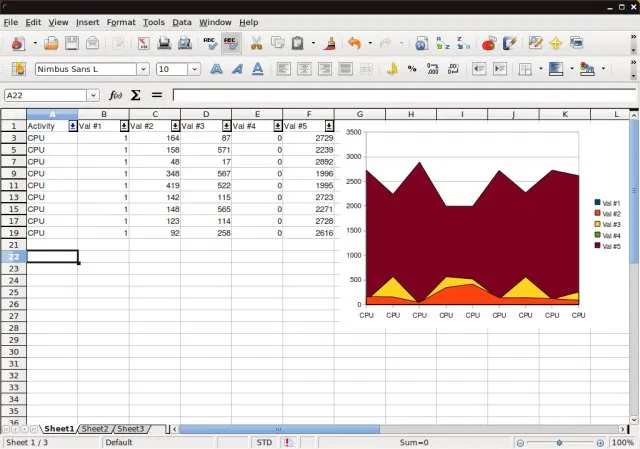 File Edit View Insert Format Tools Data Window Help
Nimbus Sans L 10
A22 f(x) Σ =
A B C D E F G H I J K L
1 Activity Val #1 Val #2 Val #3 Val #4 Val #5
3 CPU 1 164 87 0 2729
5 CPU 1 158 571 0 2239
7 CPU 1 48 17 0 2892
9 CPU 1 348 567 0 1996
11 CPU 1 419 522 0 1995
13 CPU 1 142 115 0 2723
15 CPU 1 148 565 0 2271
17 CPU 1 123 114 0 2728
19 CPU 1 92 258 0 2616
21
22
23
24
25
26
27
28
29
30
31
32
33
34
35
36
3500
3000
2500
2000
1500
1000
500
0
CPU CPU CPU CPU CPU CPU CPU CPU CPU
Val #1
Val #2
Val #3
Val #4
Val #5
Sheet1 Sheet2 Sheet3
Sheet 1 / 3 Default STD Sum=0 100%